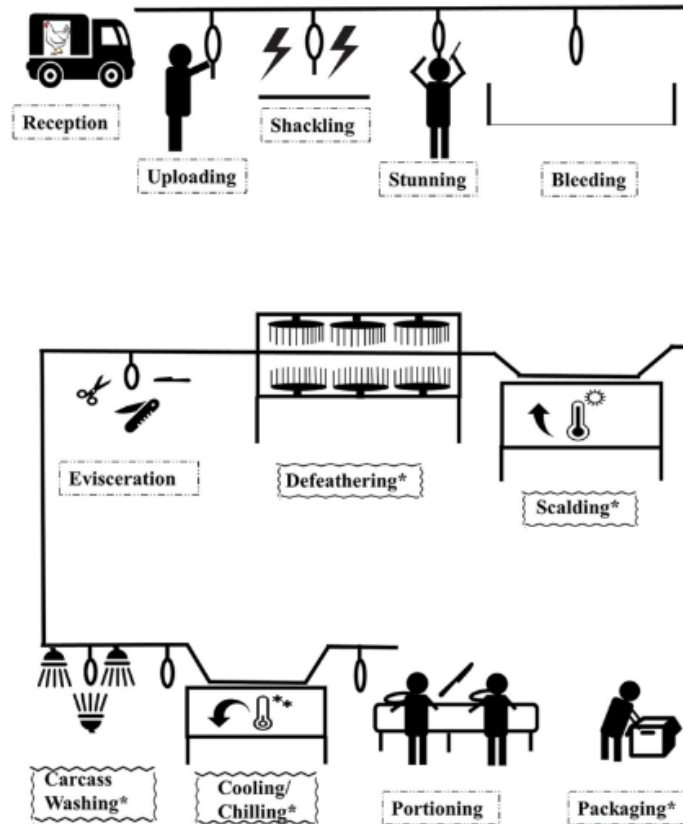 Reception
Uploading
Shackling
Stunning
Bleeding
Evisceration
Defeathering*
Scalding*
Carcass
Washing*
Cooling/
Chilling*
Portioning
Packaging*